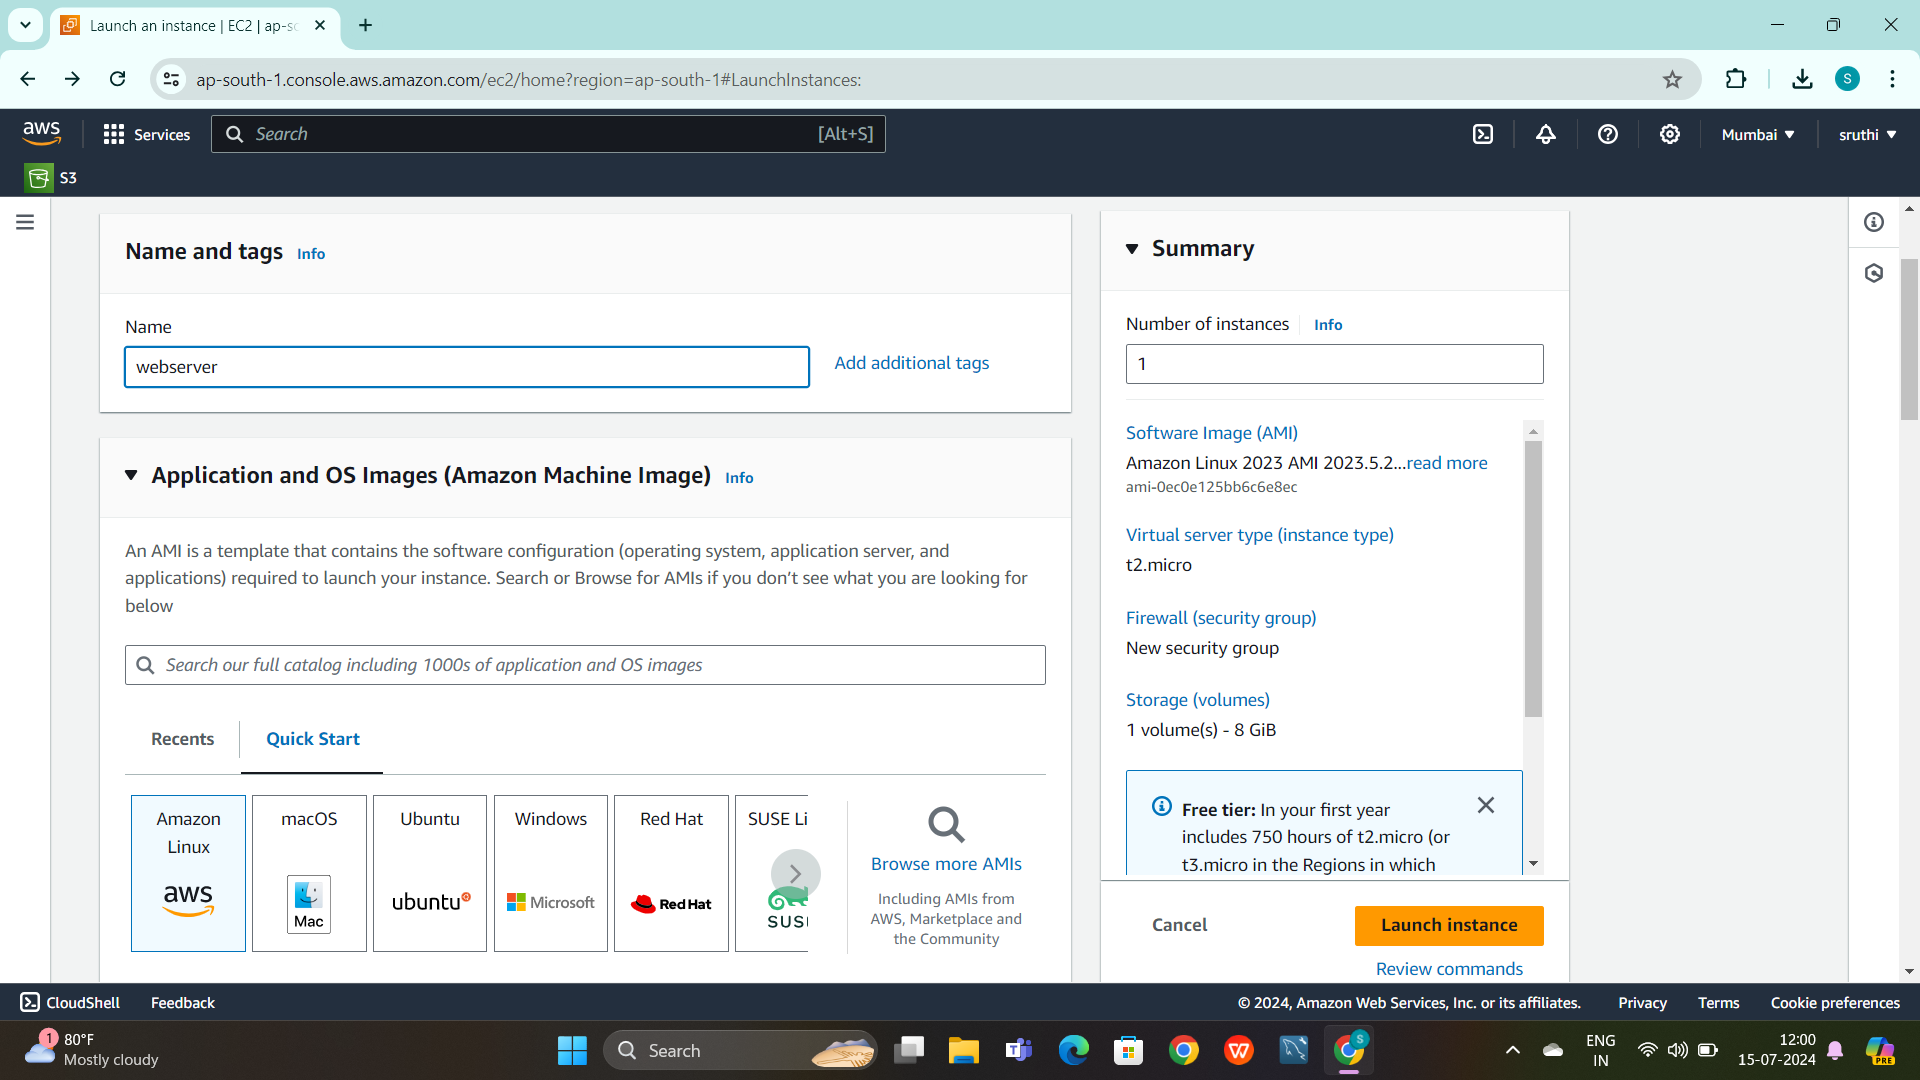 Launch an instance | EC2 | ap-so
ap-south-1.console.aws.amazon.com/ec2/home?region=ap-south-1#LaunchInstances:
S
aws
Services
Search
[Alt+S]
Mumbai
sruthi
S3
Name and tags
Info
Name
webserver
Add additional tags
Application and OS Images (Amazon Machine Image)
Info
An AMI is a template that contains the software configuration (operating system, application server, and
applications) required to launch your instance. Search or Browse for AMIs if you don’t see what you are looking for
below
Search our full catalog including 1000s of application and OS images
Recents
Quick Start
Amazon
Linux
aws
macOS
Mac
Ubuntu
ubuntu
Windows
Microsoft
Red Hat
Red Hat
SUSE Li
SUS
Browse more AMIs
Including AMIs from
AWS, Marketplace and
the Community
Summary
Number of instances
Info
1
Software Image (AMI)
Amazon Linux 2023 AMI 2023.5.2...read more
ami-0ec0e125bb6c6e8ec
Virtual server type (instance type)
t2.micro
Firewall (security group)
New security group
Storage (volumes)
1 volume(s) - 8 GiB
Free tier: In your first year
includes 750 hours of t2.micro (or
t3.micro in the Regions in which
Cancel
Launch instance
Review commands
CloudShell
Feedback
© 2024, Amazon Web Services, Inc. or its affiliates.
Privacy
Terms
Cookie preferences
1
80°F
Mostly cloudy
Search
S
ENG
IN
12:00
15-07-2024
PRE